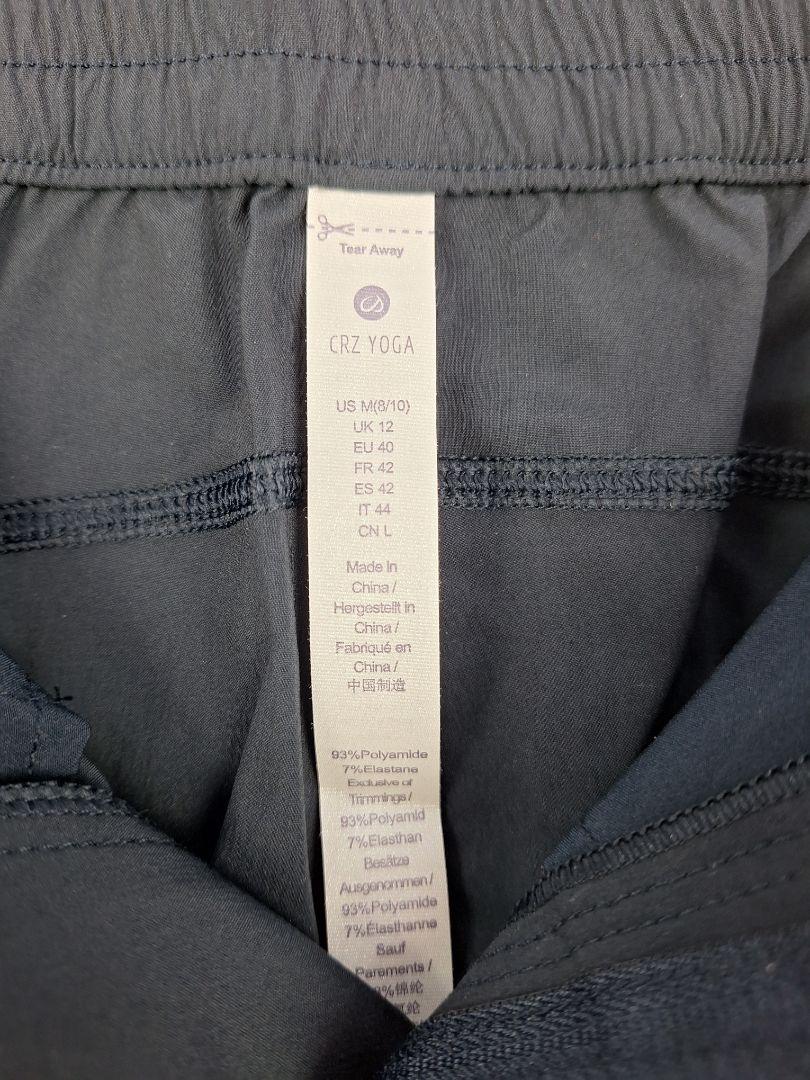 Tear Away
CRZ YOGA
US M(8/10)
UK 12
EU 40
FR 42
ES 42
IT 44
CN L
Made In
China /
Hergestellt in
China /
Fabriqué en
China /
中国制造
93%Polyamide
7%Elastane
Exclusive of
Trimmings /
93%Polyamid
7%Elasthan
Besätze
Ausgenommen /
93%Polyamide
7%Élasthanne
Sauf
Parements /
%锦纶